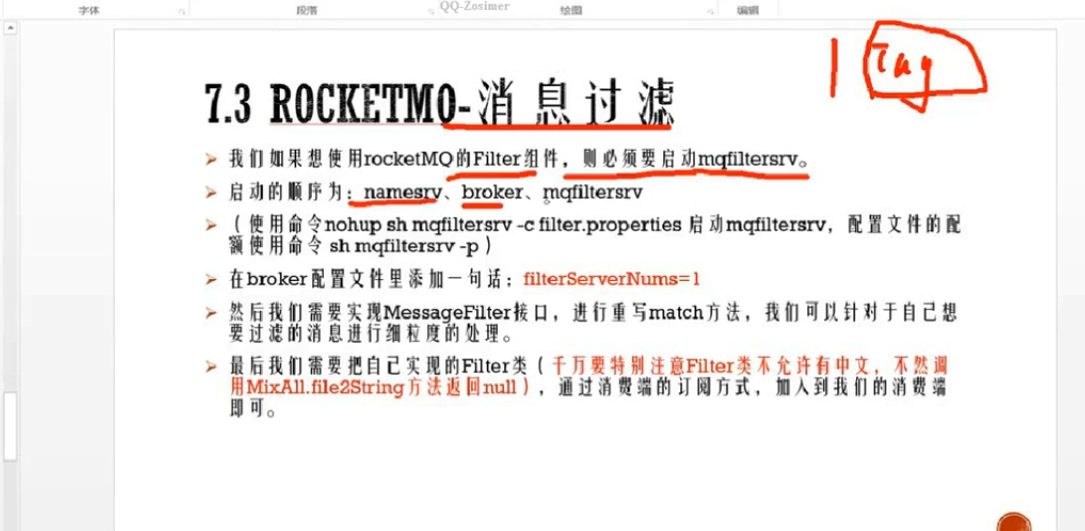 字体
段落
QQ-Zosimer
绘图
编辑
1 Tag
7.3 ROCKETMQ-消息过滤
我们如果想使用rocketMQ的Filter组件，则必须要启动mqfiltersrv。
启动的顺序为：namesrv、broker、mqfiltersrv
（使用命令nohup sh mqfiltersrv -c filter.properties 启动mqfiltersrv，配置文件的配
额使用命令 sh mqfiltersrv -p）
在broker配置文件里添加一句话：filterServerNums=1
然后我们需要实现MessageFilter接口，进行重写match方法，我们可以针对于自己想
要过滤的消息进行细粒度的处理。
最后我们需要把自己实现的Filter类（千万要特别注意Filter类不允许有中文，不然调
用MixAll.file2String方法返回null），通过消费端的订阅方式，加入到我们的消费端
即可。